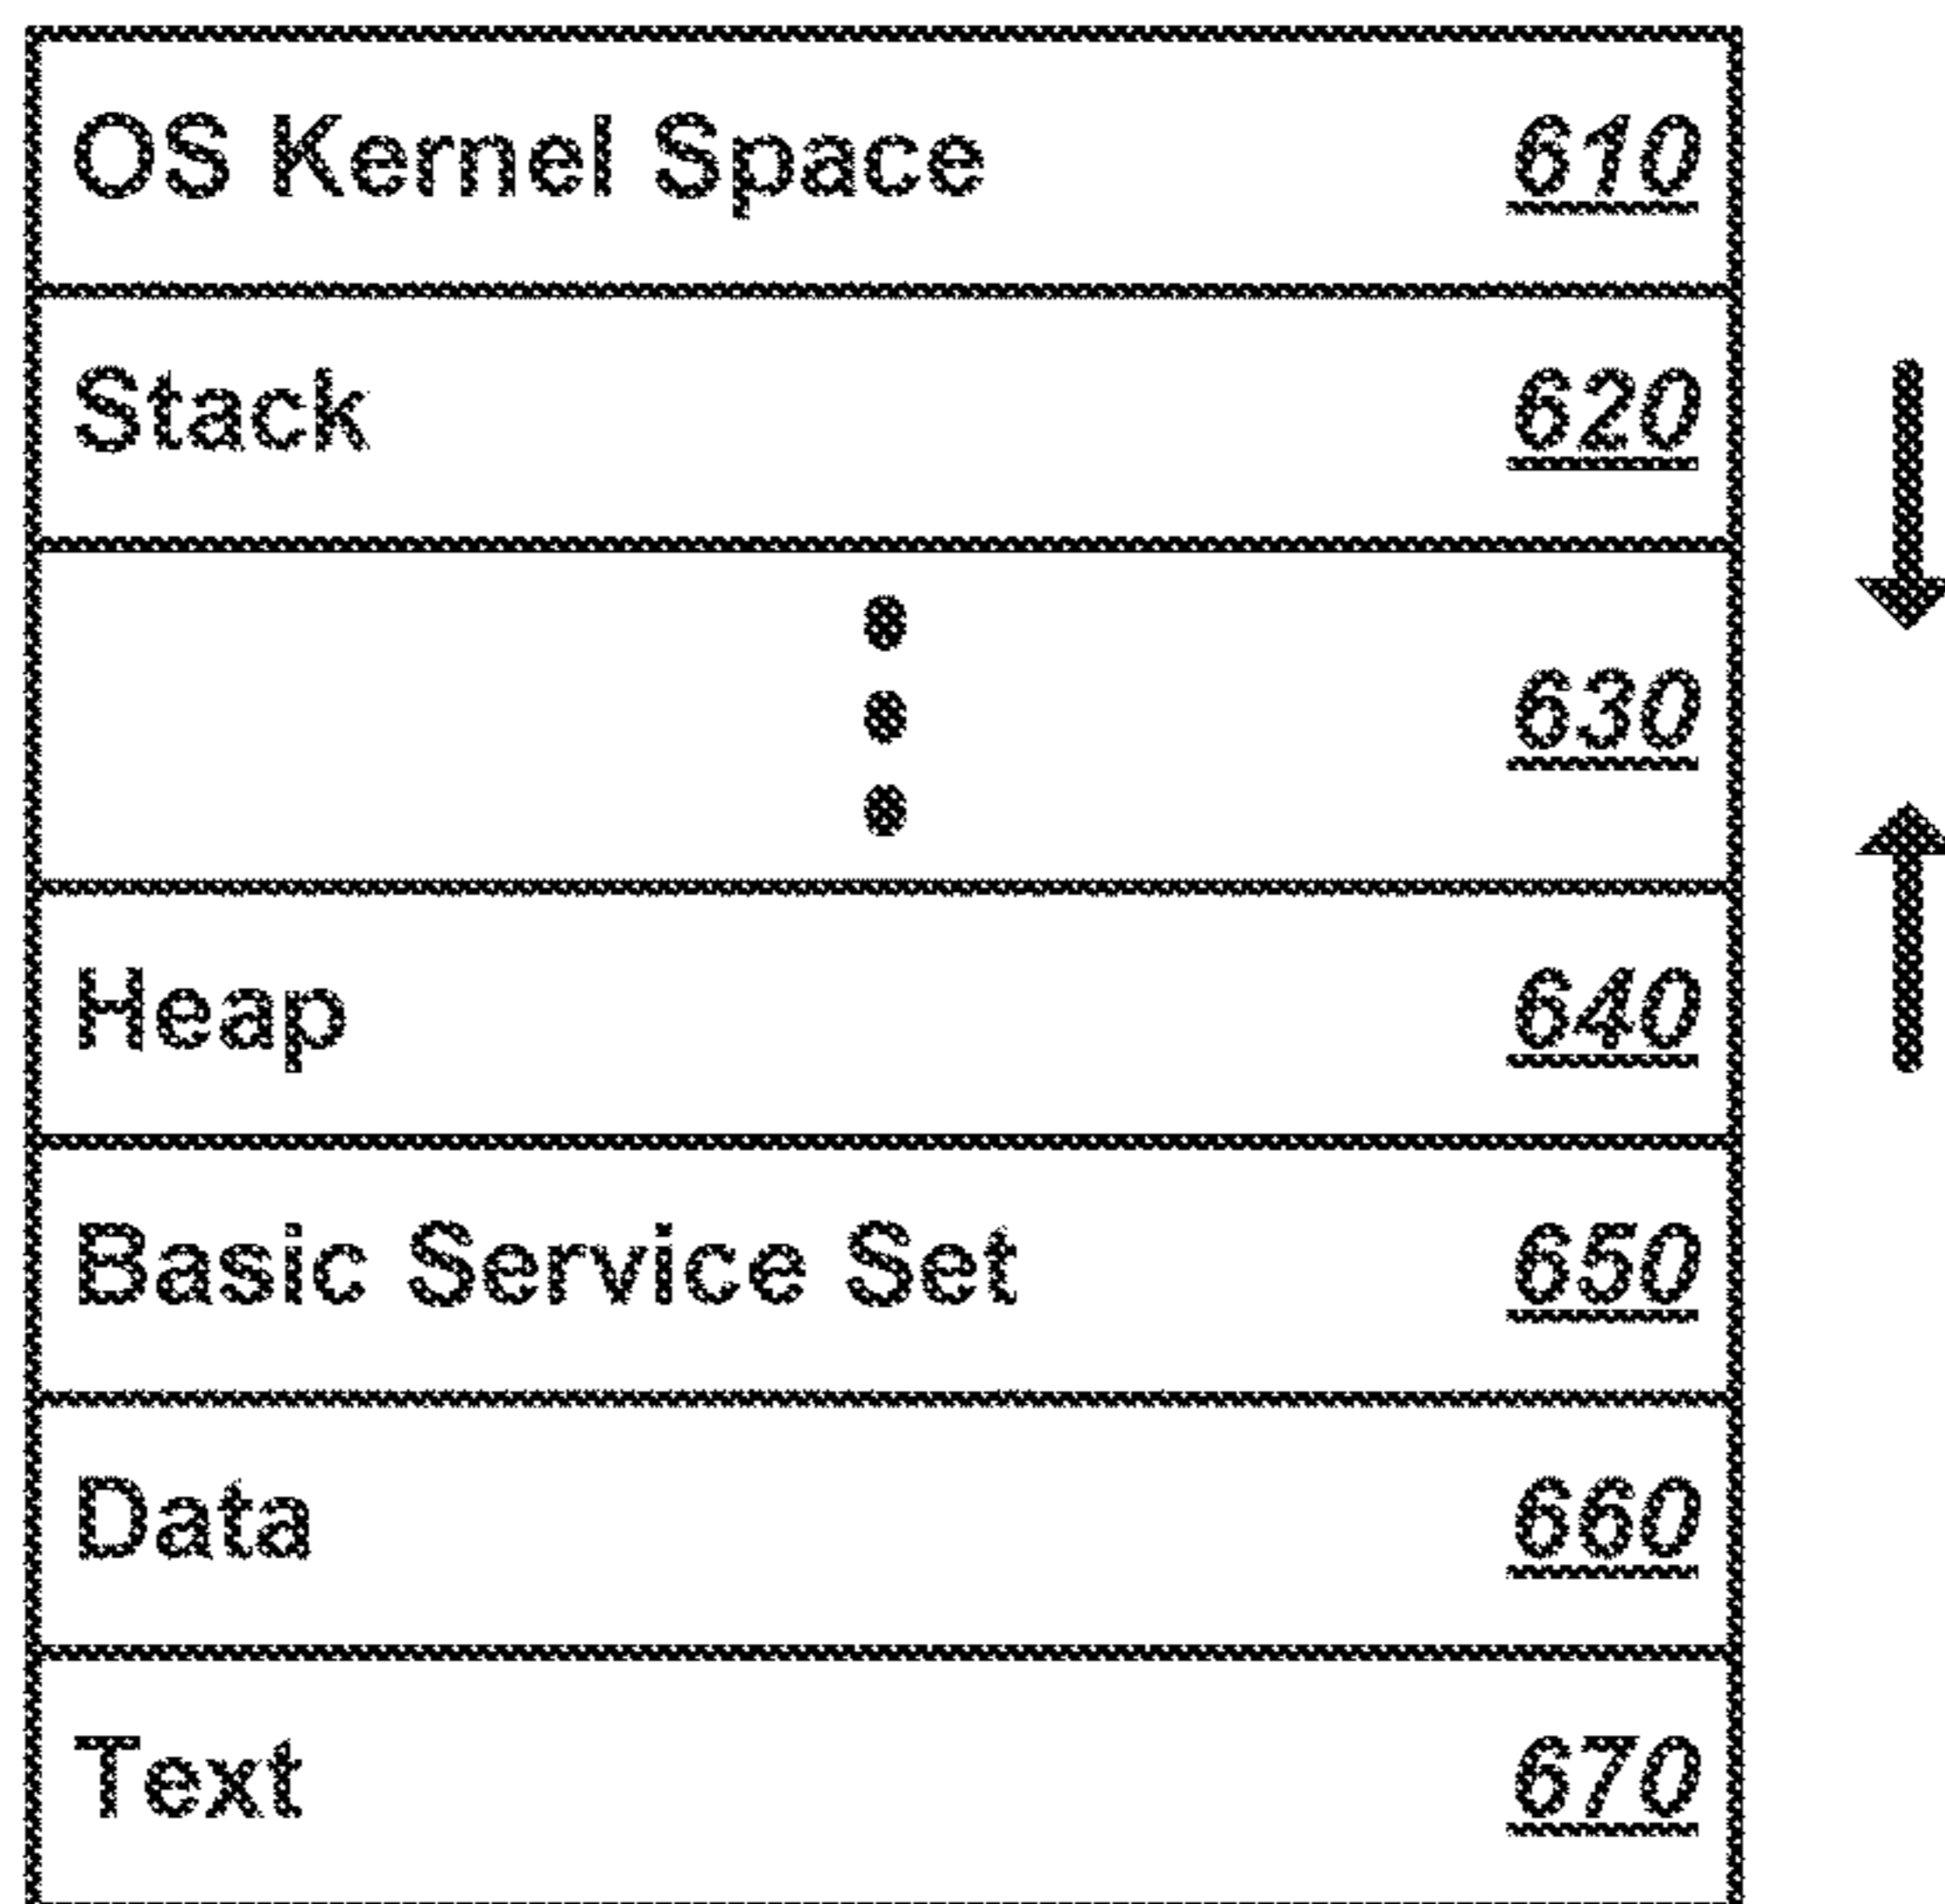 OS Kernel Space 610
Stack 620
630
Heap 640
Basic Service Set 650
Data 660
Text 670